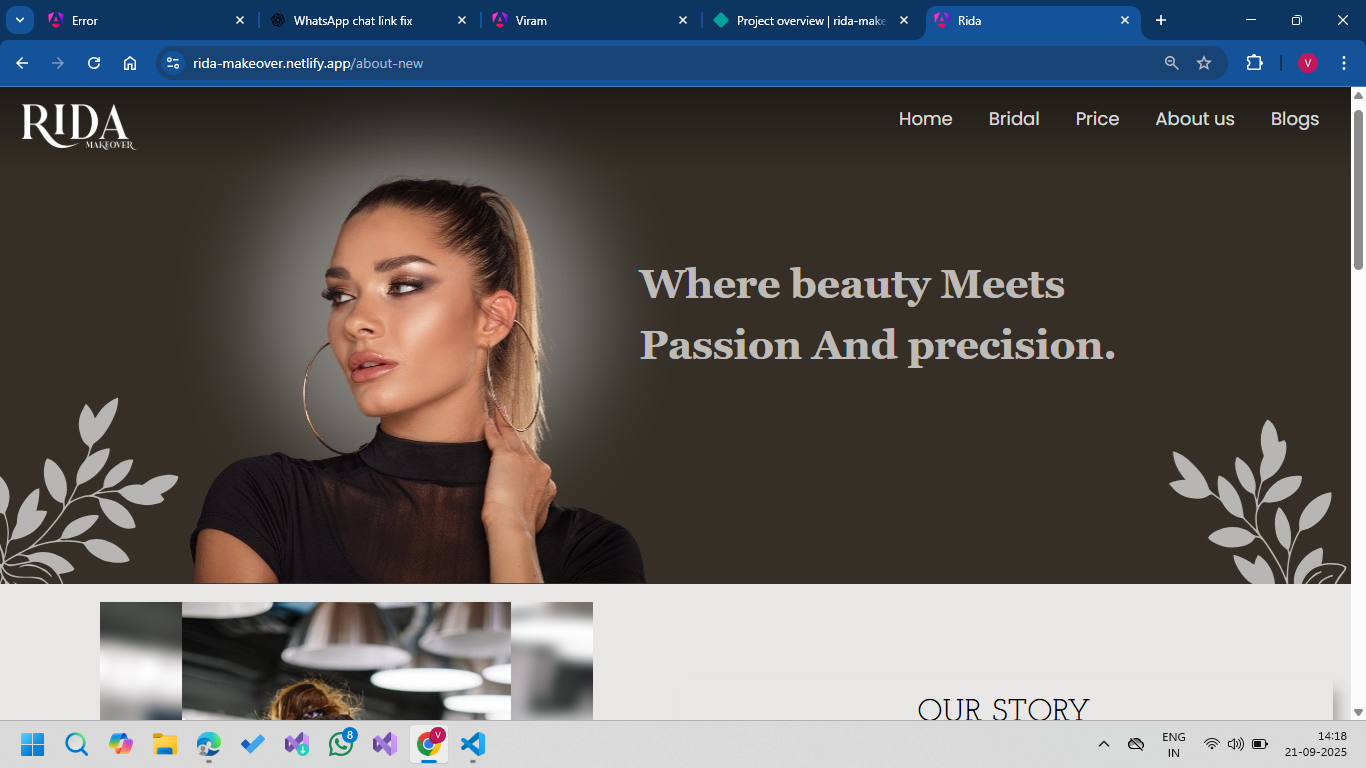 Error
WhatsApp chat link fix
Viram
Project overview | rida-make
Rida
rida-makeover.netlify.app/about-new
V
RIDA
MAKEOVER
Home Bridal Price About us Blogs
Where beauty Meets
Passion And precision.
OUR STORY
8
V
ENG
IN
14:18
21-09-2025